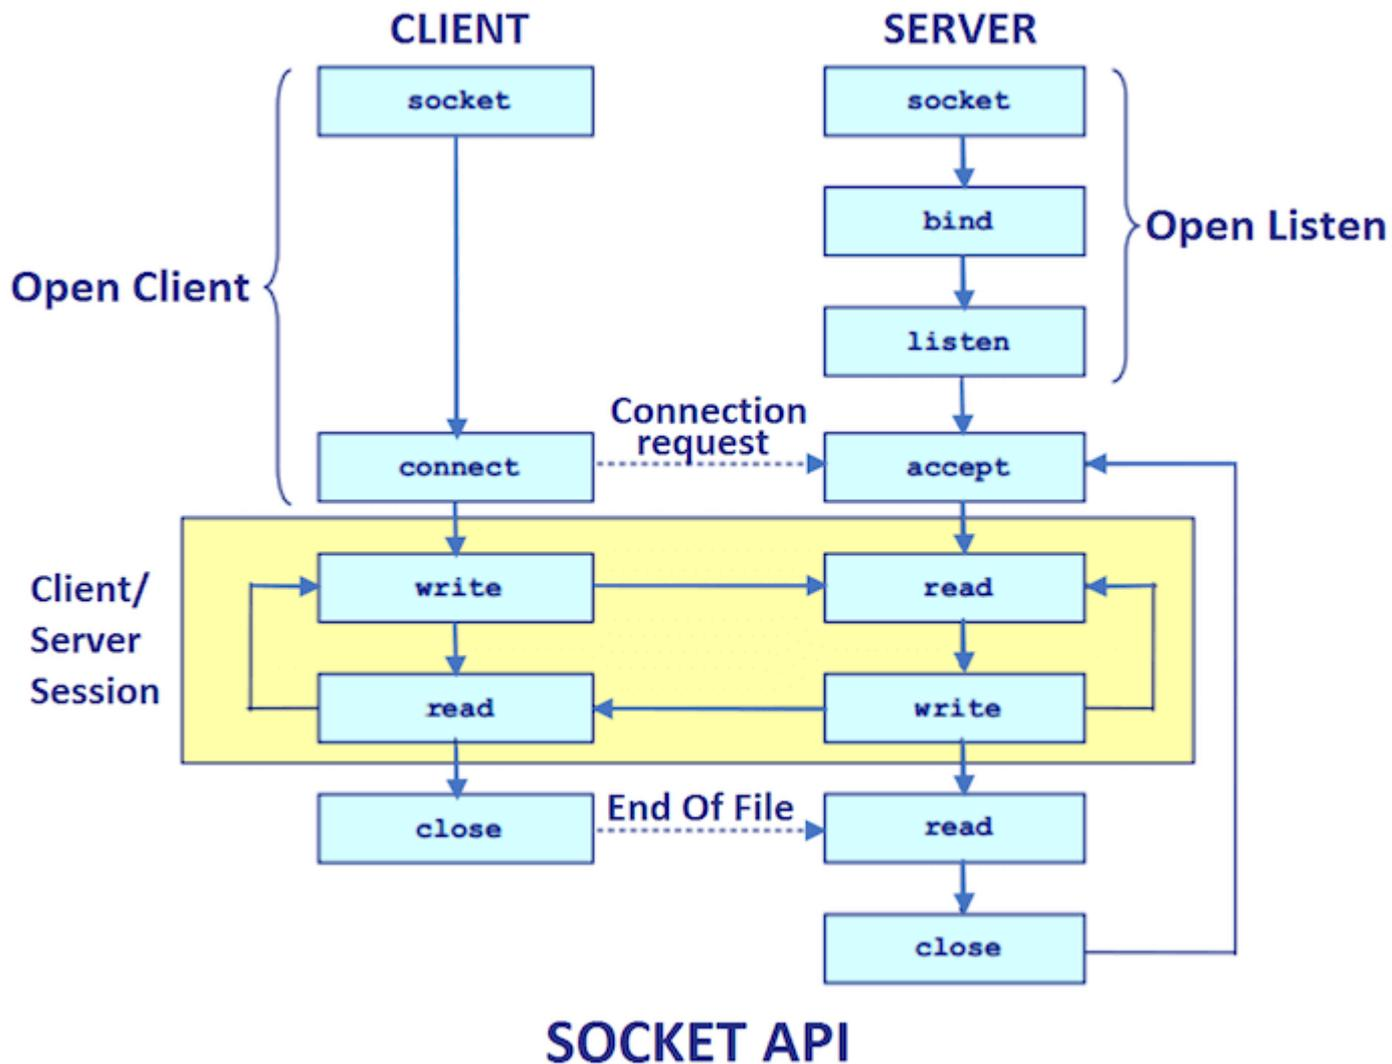 CLIENT
SERVER
socket
socket
bind
Open Listen
Open Client
listen
Connection
request
connect
accept
Client/
Server
Session
write
read
read
write
End Of File
close
read
close
SOCKET API